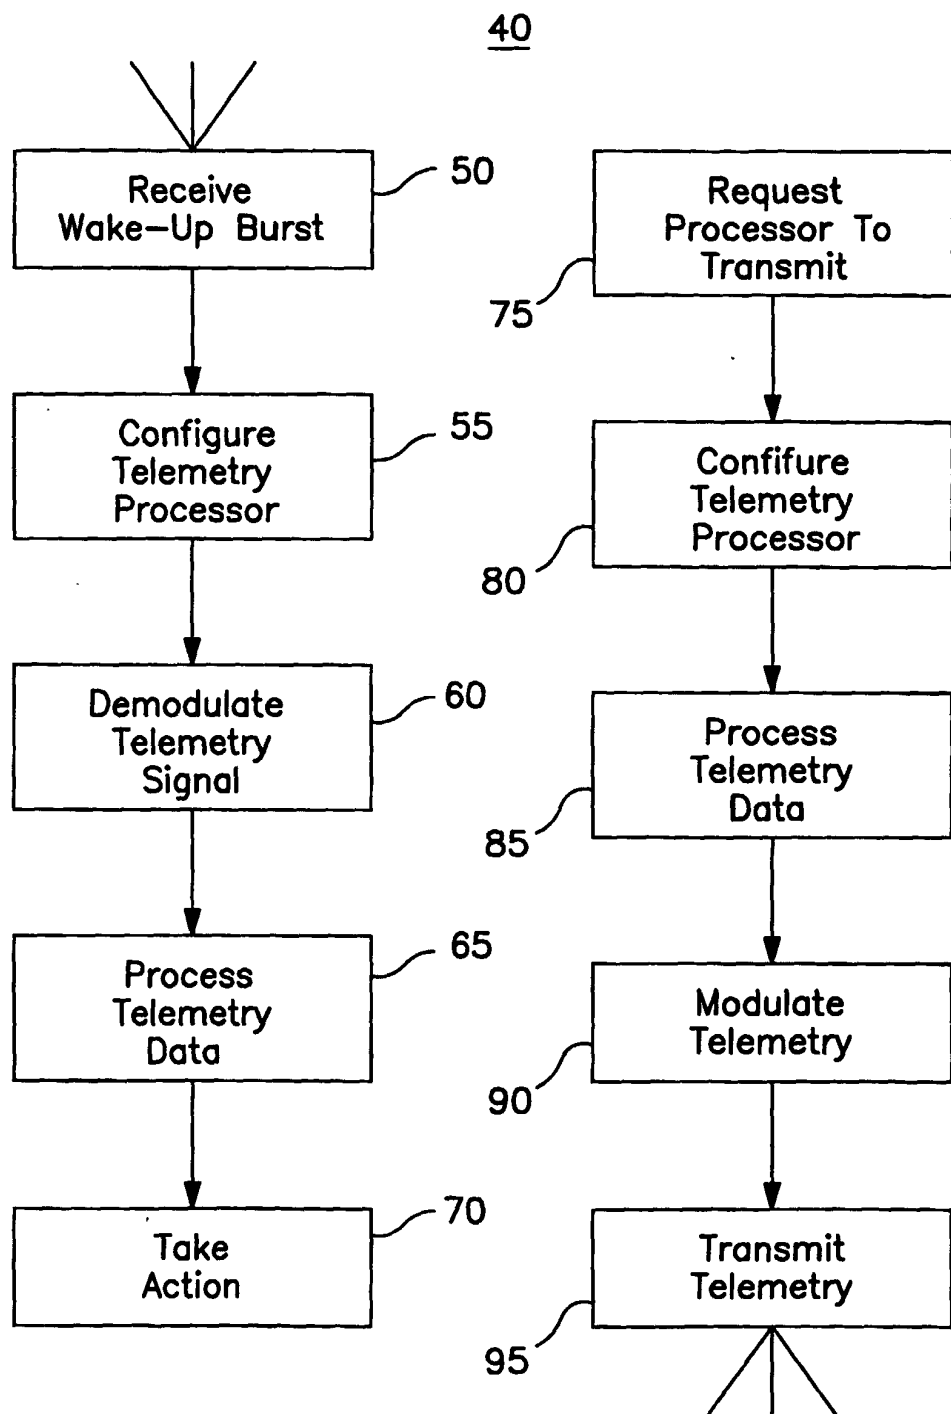 40
Receive
Wake-Up Burst
50
Configure
Telemetry
Processor
55
Demodulate
Telemetry
Signal
60
Process
Telemetry
Data
65
Take
Action
70
Request
Processor To
Transmit
75
Confifure
Telemetry
Processor
80
Process
Telemetry
Data
85
Modulate
Telemetry
90
Transmit
Telemetry
95